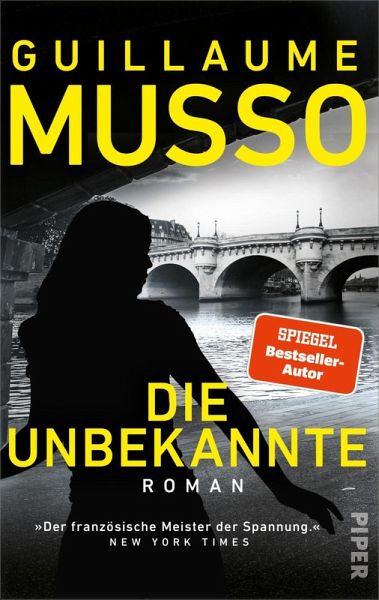 GUILLAUME
MUSSO
SPIEGEL
Bestseller-
Autor
DIE
UNBEKANNTE
ROMAN
»Der französische Meister der Spannung.«
NEW YORK TIMES
PIPER